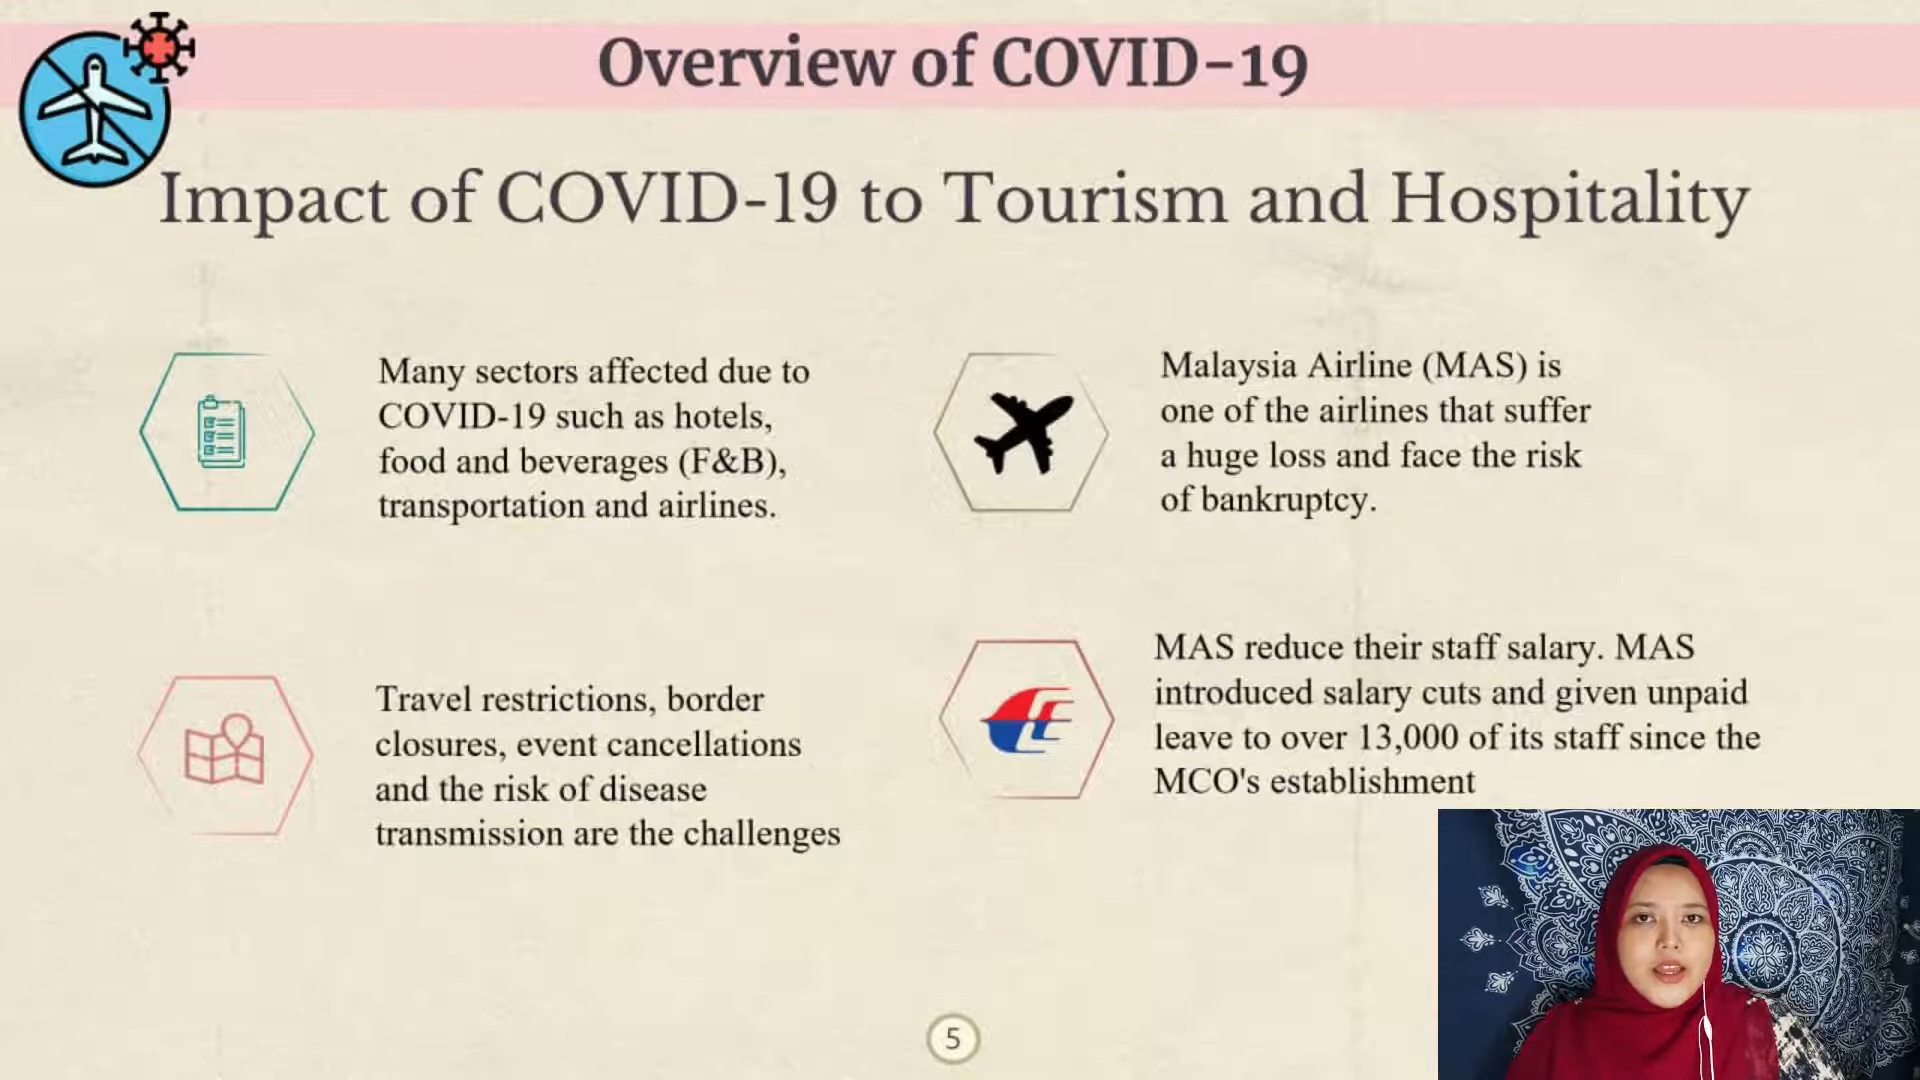 Overview of COVID-19
Impact of COVID-19 to Tourism and Hospitality
Many sectors affected due to
COVID-19 such as hotels,
food and beverages (F&B),
transportation and airlines.
Malaysia Airline (MAS) is
one of the airlines that suffer
a huge loss and face the risk
of bankruptcy.
Travel restrictions, border
closures, event cancellations
and the risk of disease
transmission are the challenges
MAS reduce their staff salary. MAS
introduced salary cuts and given unpaid
leave to over 13,000 of its staff since the
MCO's establishment
5